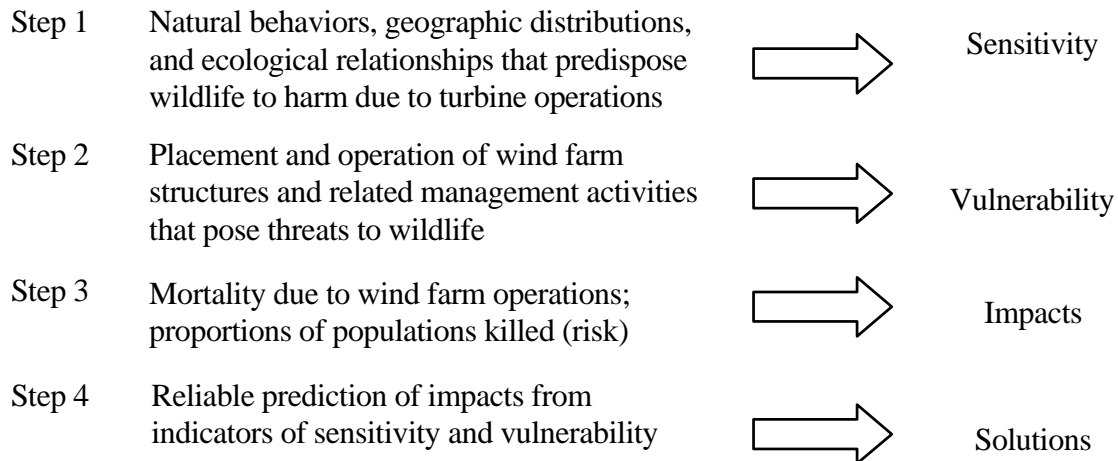 Step 1
Natural behaviors, geographic distributions,
and ecological relationships that predispose
wildlife to harm due to turbine operations
Sensitivity
Step 2
Placement and operation of wind farm
structures and related management activities
that pose threats to wildlife
Vulnerability
Step 3
Mortality due to wind farm operations;
proportions of populations killed (risk)
Impacts
Step 4
Reliable prediction of impacts from
indicators of sensitivity and vulnerability
Solutions